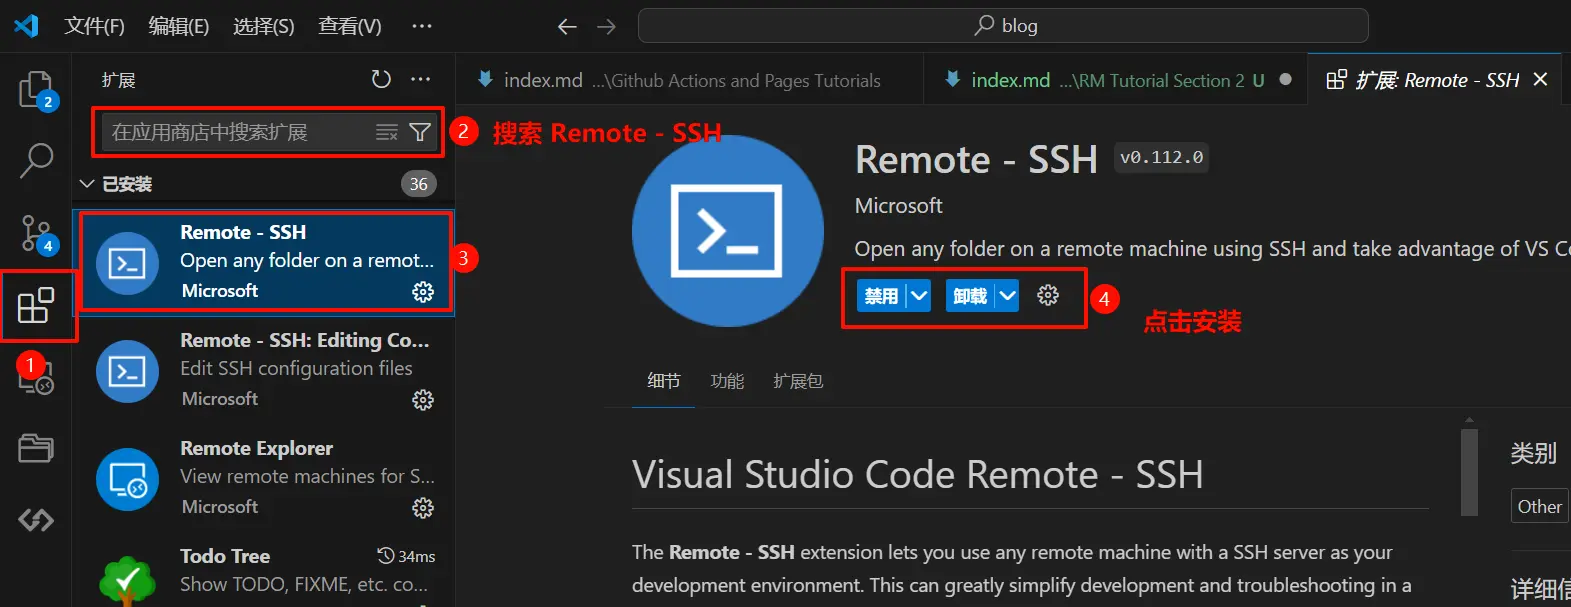 文件(F) 编辑(E) 选择(S) 查看(V) ···
blog
扩展
2
在应用商店中搜索扩展
2
搜索 Remote - SSH
已安装
36
4
Remote - SSH
Open any folder on a remot...
Microsoft
3
1
Remote - SSH: Editing Co...
Edit SSH configuration files
Microsoft
Remote Explorer
View remote machines for S...
Microsoft
Todo Tree
34ms
Show TODO, FIXME, etc. co...
index.md ...\Github Actions and Pages Tutorials
index.md ...\RM Tutorial Section 2 U
扩展: Remote - SSH
Remote - SSH v0.112.0
Microsoft
Open any folder on a remote machine using SSH and take advantage of VS Co
禁用 卸载
4
点击安装
细节 功能 扩展包
Visual Studio Code Remote - SSH
The Remote - SSH extension lets you use any remote machine with a SSH server as your
development environment. This can greatly simplify development and troubleshooting in a
类别
Other
详细信